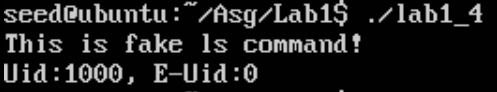 seed@ubuntu:~/Asg/Lab1$ ./lab1_4
This is fake ls command!
Uid:1000, E-Uid:0